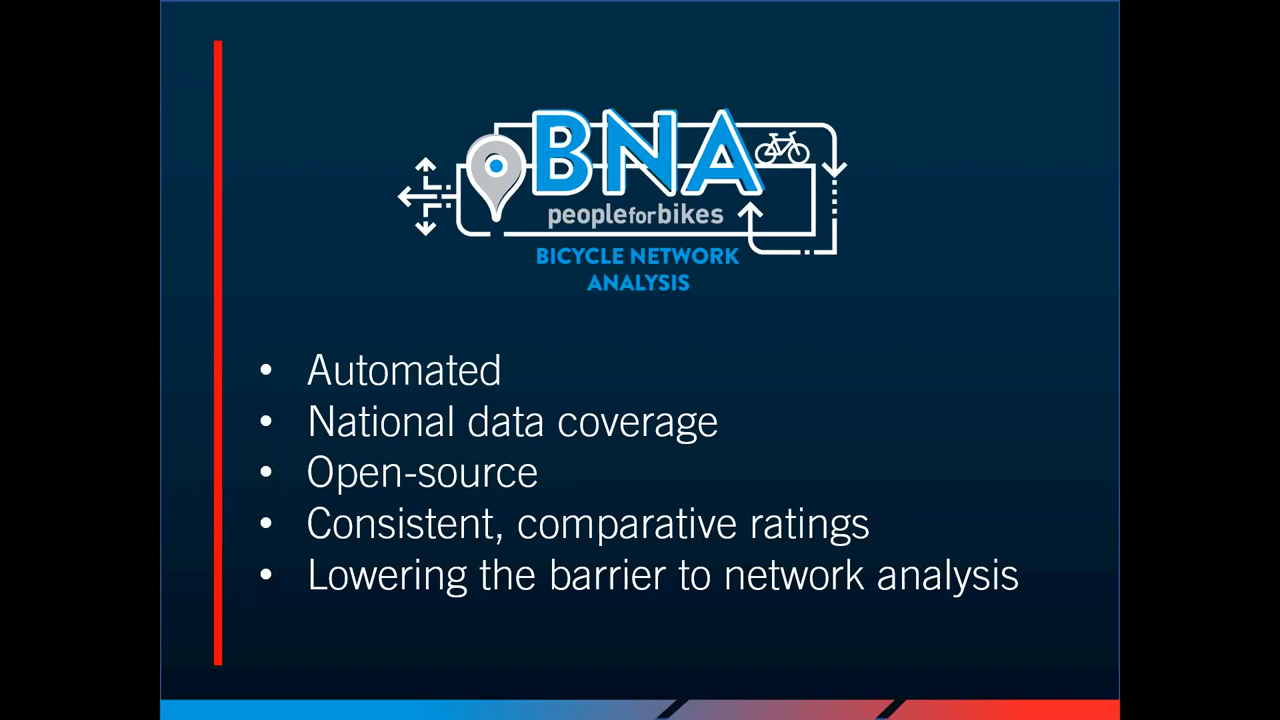 BNA
peopleforbikes
BICYCLE NETWORK
ANALYSIS
• Automated
• National data coverage
• Open-source
• Consistent, comparative ratings
• Lowering the barrier to network analysis